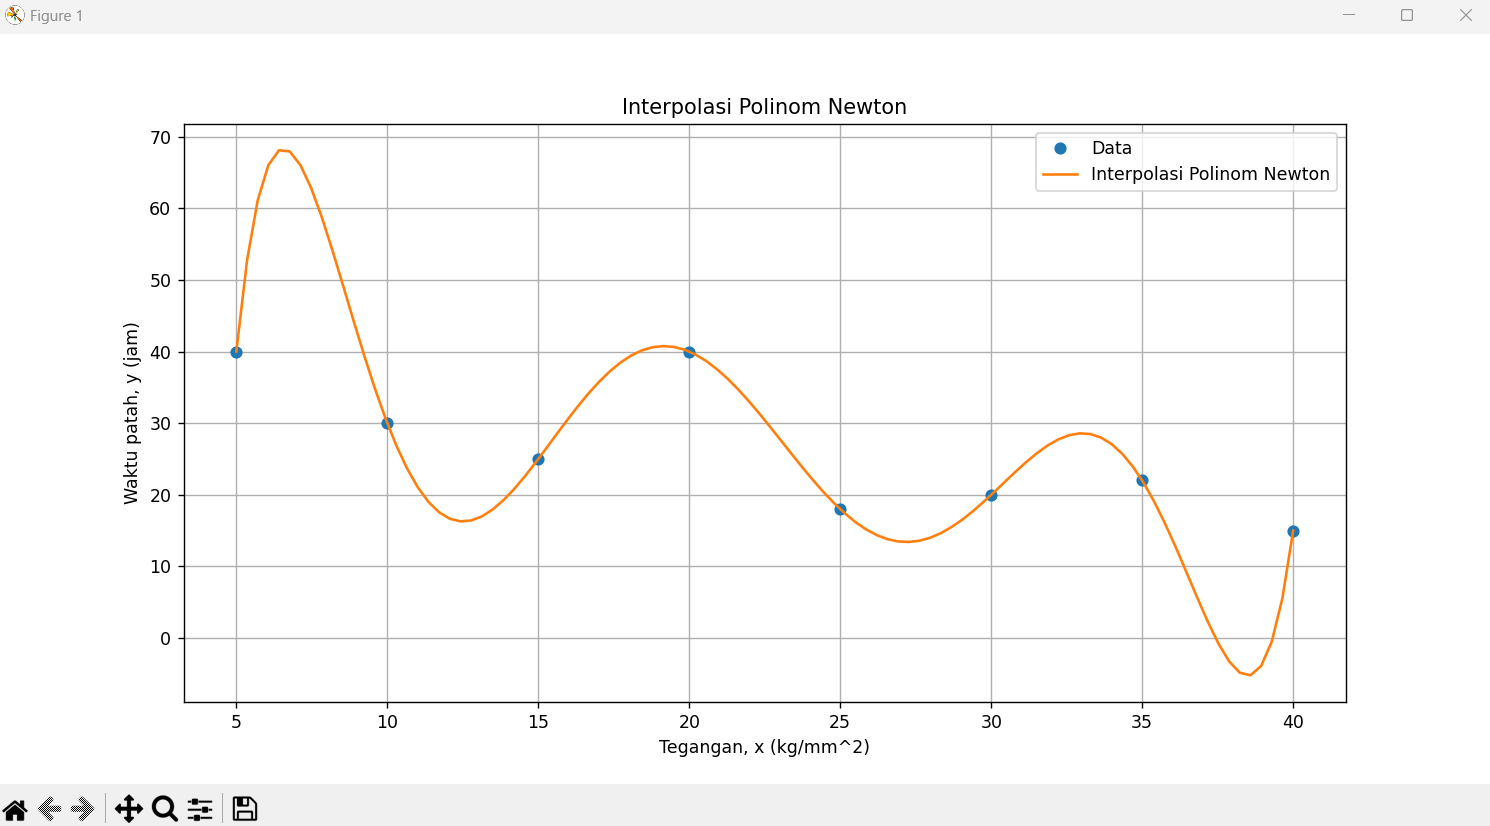 Figure 1
Interpolasi Polinom Newton
Data
Interpolasi Polinom Newton
70
60
50
40
30
20
10
0
Waktu patah, y (jam)
5 10 15 20 25 30 35 40
Tegangan, x (kg/mm^2)